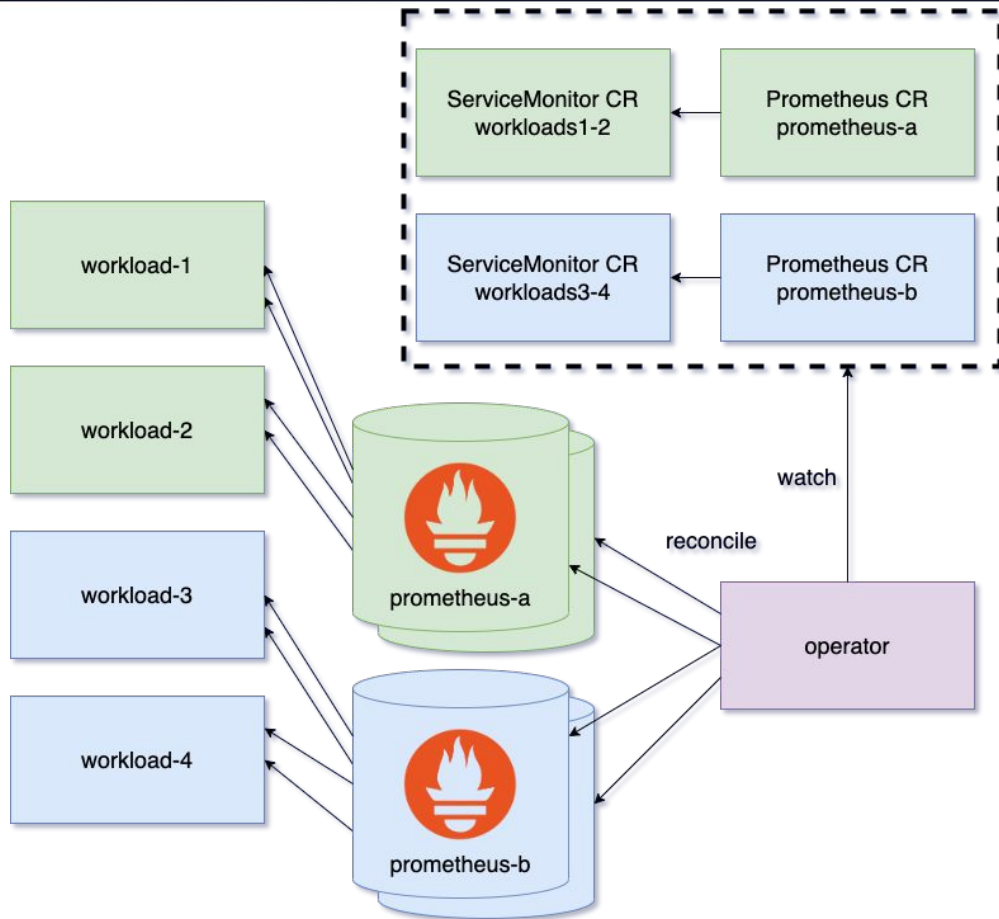 ServiceMonitor CR
workloads1-2
Prometheus CR
prometheus-a
ServiceMonitor CR
workloads3-4
Prometheus CR
prometheus-b
workload-1
workload-2
workload-3
workload-4
prometheus-a
prometheus-b
watch
reconcile
operator